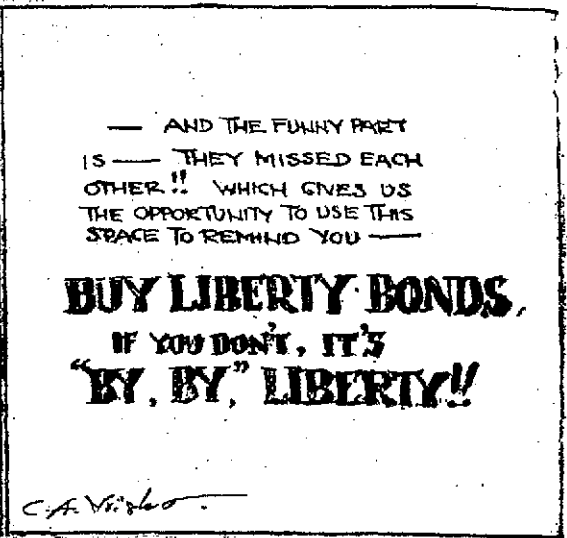 — AND THE FUNNY PART
IS — THEY MISSED EACH
OTHER!! WHICH GIVES US
THE OPPORTUNITY TO USE THIS
SPACE TO REMIND YOU —
BUY LIBERTY BONDS,
IF YOU DON'T, IT'S
"BY, BY," LIBERTY!!
C.A.